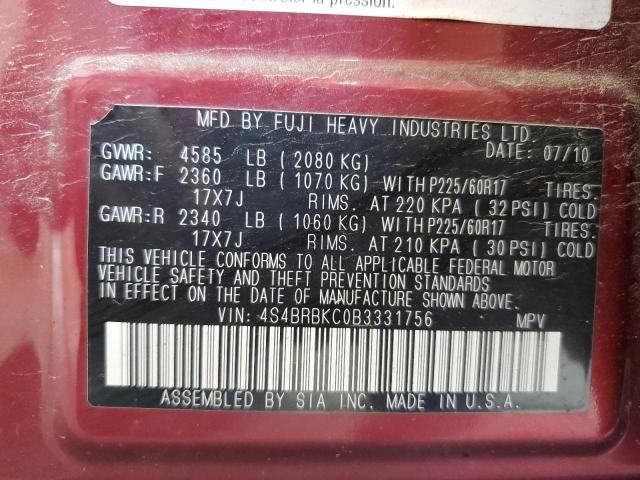 la pression.
MFD BY FUJI HEAVY INDUSTRIES LTD.
GVWR: 4585 LB ( 2080 KG) DATE: 07/10
GAWR:F 2360 LB ( 1070 KG) WITH P225/60R17 TIRES.
17X7J RIMS. AT 220 KPA ( 32 PSI) COLD
GAWR:R 2340 LB ( 1060 KG) WITH P225/60R17 TIRES.
17X7J RIMS. AT 210 KPA ( 30 PSI) COLD
THIS VEHICLE CONFORMS TO ALL APPLICABLE FEDERAL MOTOR
VEHICLE SAFETY AND THEFT PREVENTION STANDARDS
IN EFFECT ON THE DATE OF MANUFACTURE SHOWN ABOVE.
VIN: 4S4BRBKC0B3331756 MPV
ASSEMBLED BY SIA INC. MADE IN U.S.A.